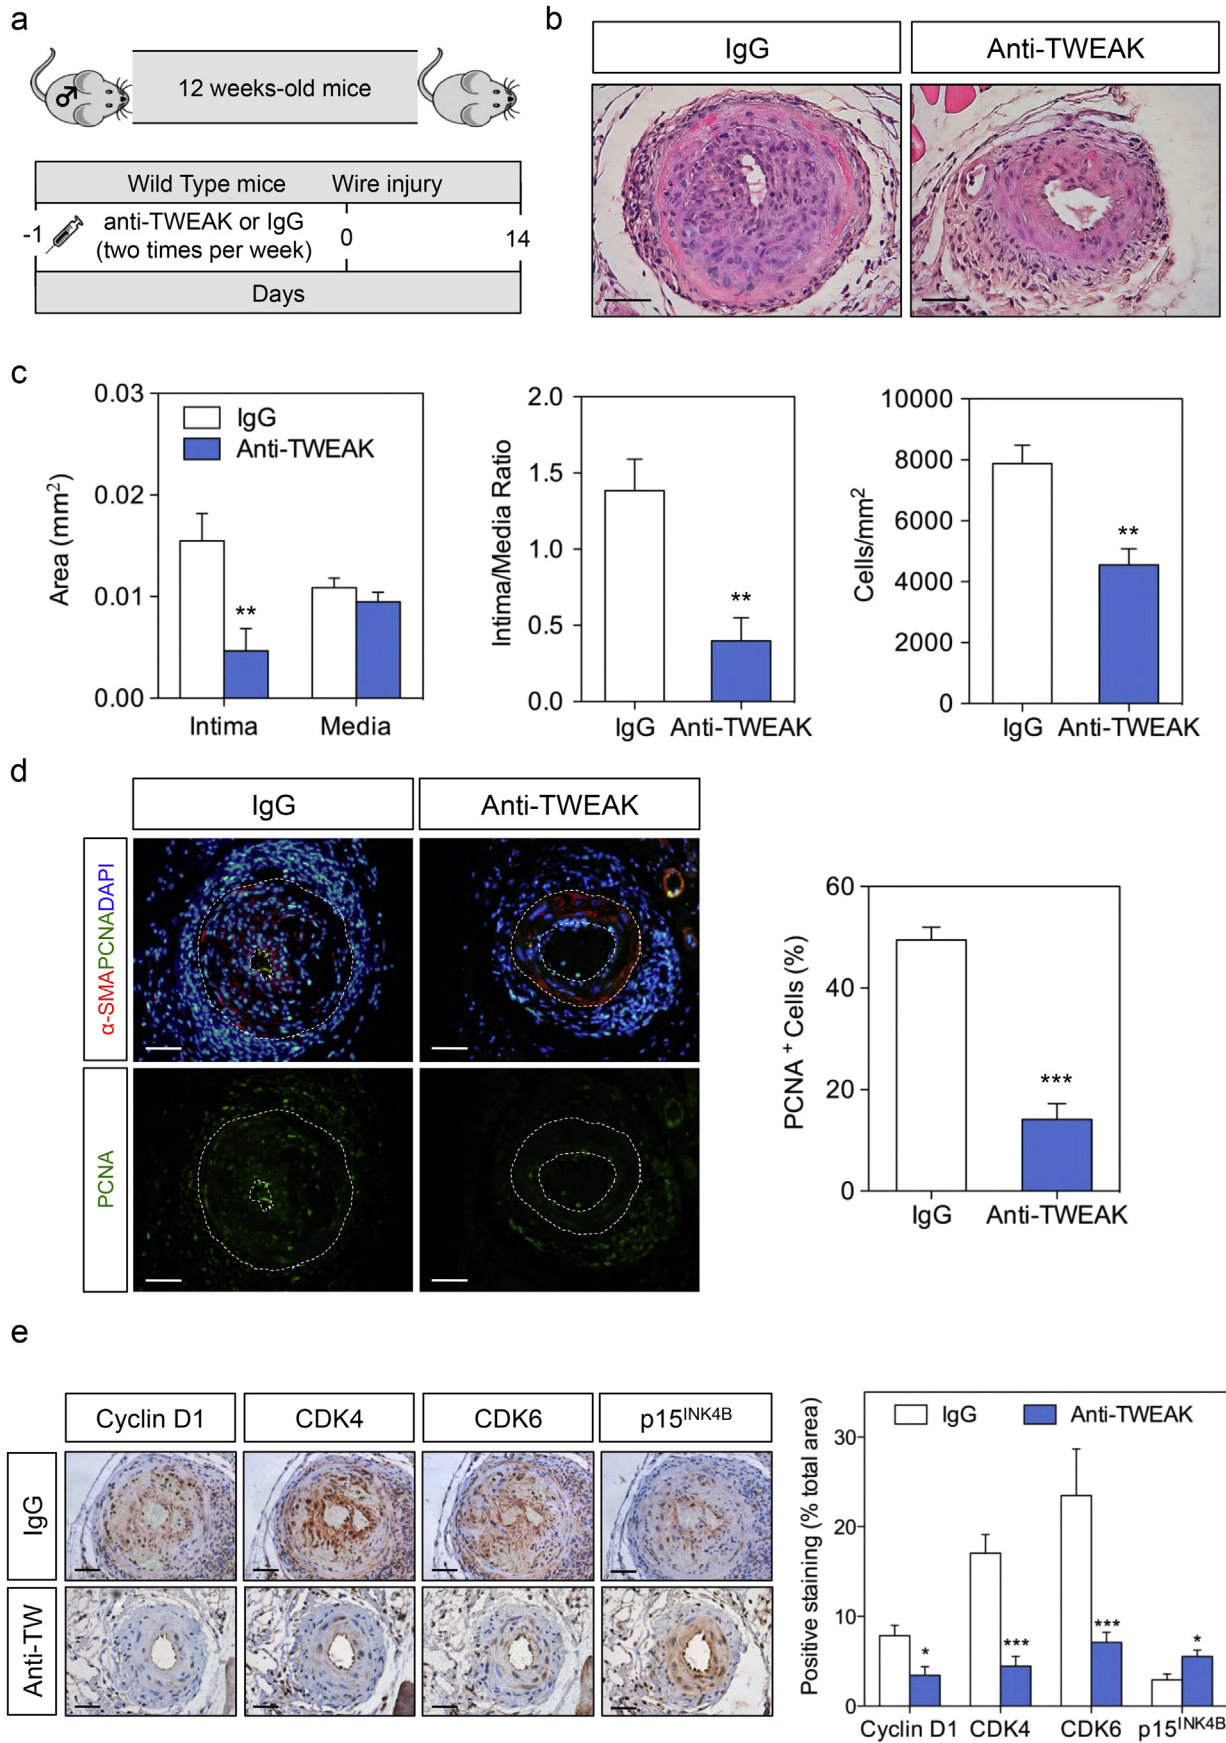 a
♂
12 weeks-old mice
Wild Type mice
Wire injury
-1
anti-TWEAK or IgG
(two times per week)
0
14
Days
b
IgG
Anti-TWEAK
c
Area (mm²)
0.03
0.02
0.01
0.00
IgG
Anti-TWEAK
**
Intima
Media
Intima/Media Ratio
2.0
1.5
1.0
0.5
0.0
**
IgG
Anti-TWEAK
Cells/mm²
10000
8000
6000
4000
2000
0
**
IgG
Anti-TWEAK
d
IgG
Anti-TWEAK
α-SMAPCNADAPI
PCNA
PCNA + Cells (%)
60
40
20
0
***
IgG
Anti-TWEAK
e
Cyclin D1
CDK4
CDK6
p15INK4B
IgG
Anti-TW
Positive staining (% total area)
30
20
10
0
IgG
Anti-TWEAK
*
***
***
*
Cyclin D1
CDK4
CDK6
p15INK4B